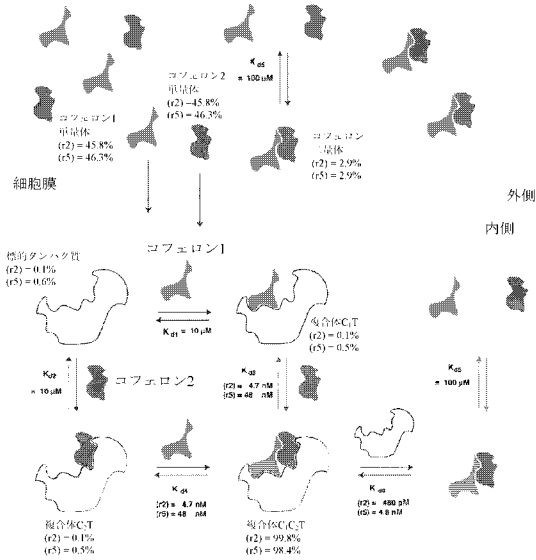 K d5
= 100 μM
コフェロン2
単量体
(r2) =45.8%
(r5) =46.3%
コフェロン1
単量体
(r2) = 45.8%
(r5) = 46.3%
コフェロン
二量体
(r2) = 2.9%
(r5) = 2.9%
細胞膜
外側
内側
標的タンパク質
(r2) = 0.1%
(r5) = 0.6%
コフェロン1
K d1 = 10 μM
複合体C1T
(r2) = 0.1%
(r5) = 0.5%
K d2
= 10 μM
コフェロン2
K d3
(r2) = 4.7 nM
(r5) = 48 nM
K d5
= 100 μM
K d4
(r2) = 4.7 nM
(r5) = 48 nM
K d6
(r2) = 480 pM
(r5) = 4.8 nM
複合体C2T
(r2) = 0.1%
(r5) = 0.5%
複合体C1C2T
(r2) = 99.8%
(r5) = 98.4%